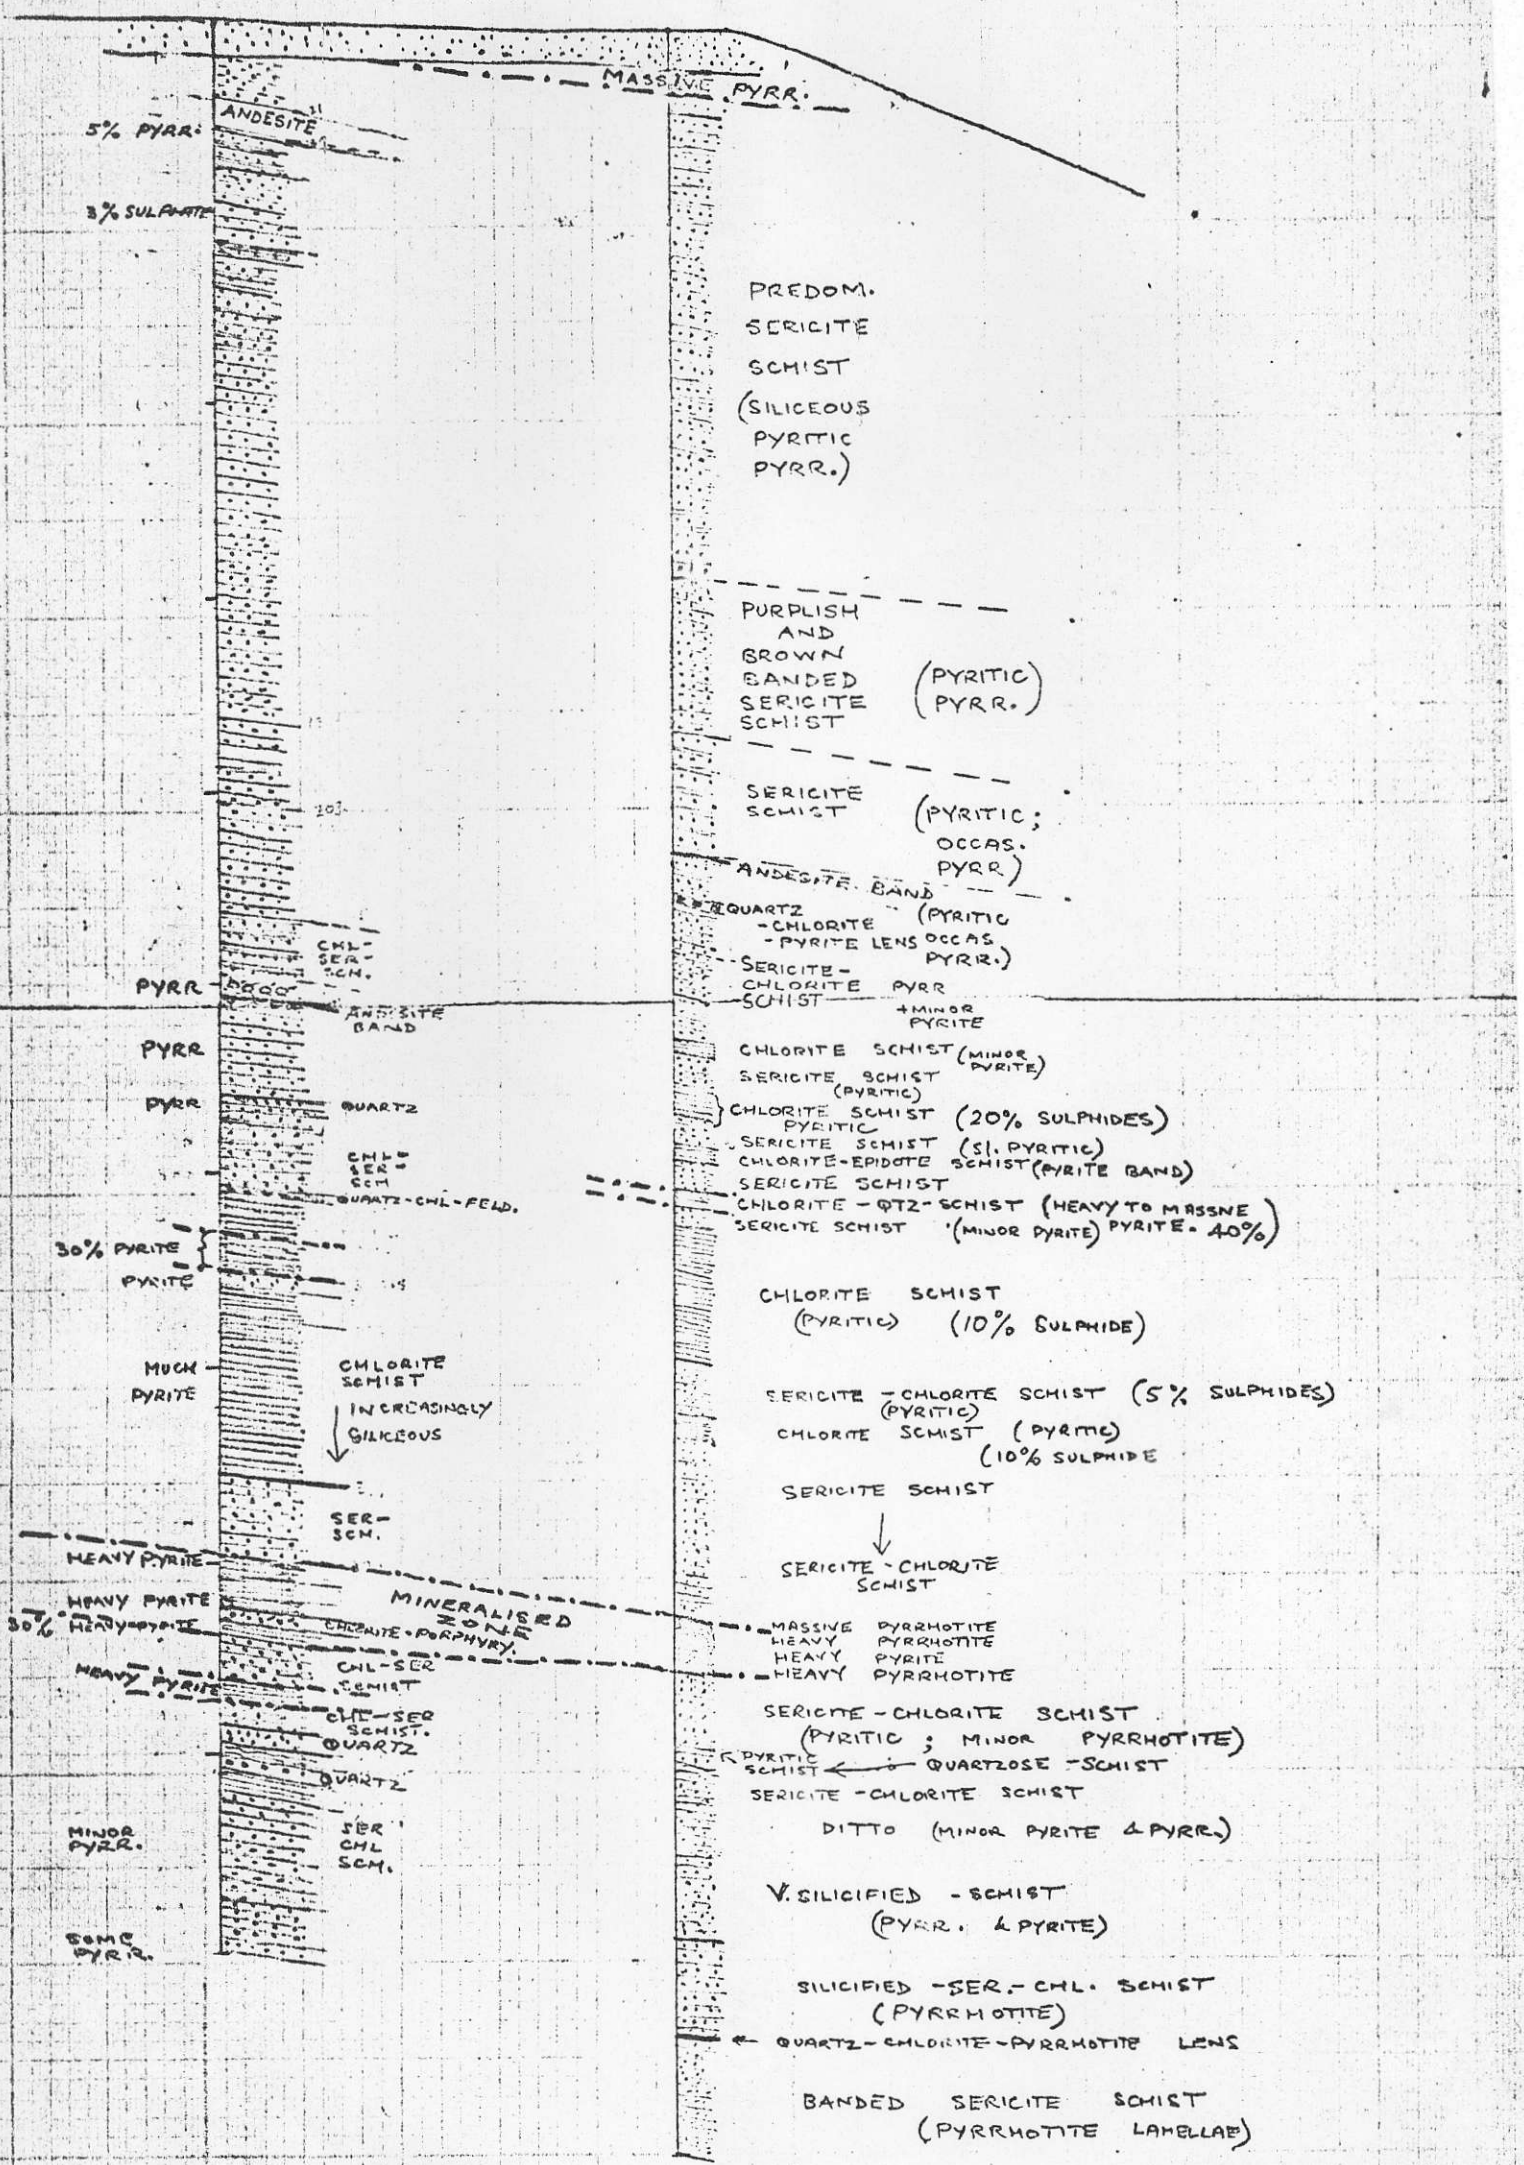 MASSIVE PYRR.
ANDESITE
5% PYRR.
3% SULPHATE
PREDOM.
SERICITE
SCHIST
(SILICEOUS
PYRITIC
PYRR.)
PURPLISH
AND
BROWN
BANDED
SERICITE
SCHIST
(PYRITIC)
PYRR.
SERICITE
SCHIST
(PYRITIC;
OCCAS.
PYRR)
103
ANDESITE BAND
QUARTZ
-CHLORITE
-PYRITE LENS
(PYRITIC
OCCAS
PYRR.)
CHL-
SER-
SCH.
PYRR
ANDESITE
BAND
SERICITE-
CHLORITE
SCHIST
PYRR
+MINOR
PYRITE
PYRR
CHLORITE SCHIST (MINOR
PYRITE)
SERICITE SCHIST
(PYRITIC)
PYRR
QUARTZ
CHLORITE SCHIST (20% SULPHIDES)
PYRITIC
SERICITE SCHIST (Sl. PYRITIC)
CHLORITE-EPIDOTE SCHIST (PYRITE BAND)
SERICITE SCHIST
CHL-
SER-
SCH
QUARTZ-CHL-FELD.
CHLORITE - QTZ-SCHIST (HEAVY TO MASSIVE
PYRITE. 40%)
SERICITE SCHIST (MINOR PYRITE)
30% PYRITE
PYRITE
CHLORITE SCHIST
(PYRITIC) (10% SULPHIDE)
MUCH
PYRITE
CHLORITE
SCHIST
INCREASINGLY
SILICEOUS
SERICITE - CHLORITE SCHIST (5% SULPHIDES)
(PYRITIC)
CHLORITE SCHIST (PYRITIC)
(10% SULPHIDE
SERICITE SCHIST
SER-
SCH.
SERICITE - CHLORITE
SCHIST
HEAVY PYRITE
HEAVY PYRITE
30% HEAVY-PYRITE
MINERALISED
ZONE
CHLORITE-PORPHYRY.
MASSIVE PYRRHOTITE
HEAVY PYRRHOTITE
HEAVY PYRITE
HEAVY PYRRHOTITE
HEAVY PYRITE
CHL-SER
SCHIST
CHL-SER
SCHIST.
QUARTZ
QUARTZ
SERICITE - CHLORITE SCHIST
(PYRITIC ; MINOR PYRRHOTITE)
PYRITIC
SCHIST
QUARTZOSE - SCHIST
SERICITE - CHLORITE SCHIST
DITTO (MINOR PYRITE & PYRR.)
MINOR
PYRR.
SER
CHL
SCH.
V. SILICIFIED - SCHIST
(PYRR. & PYRITE)
SOME
PYRR.
SILICIFIED - SER. - CHL. SCHIST
(PYRRHOTITE)
QUARTZ - CHLORITE - PYRRHOTITE LENS
BANDED SERICITE SCHIST
(PYRRHOTITE LAMELLAE)